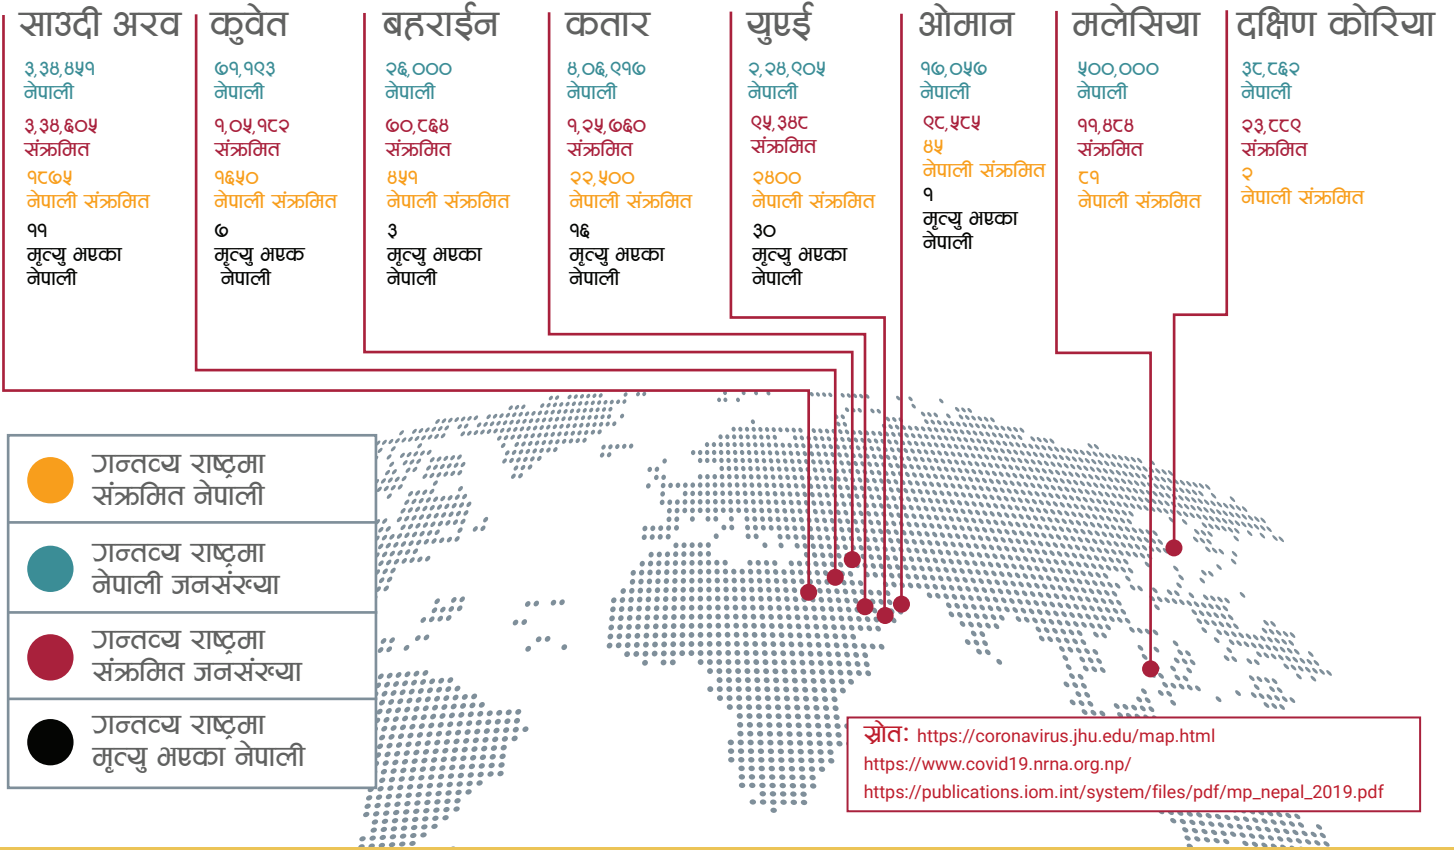 साउदी अरव
३,३४,४५१
नेपाली
३,३४,६०५
संक्रमित
१८७५
नेपाली संक्रमित
११
मृत्यु भएका
नेपाली
कुवेत
७१,१९३
नेपाली
१,०५,१८२
संक्रमित
१६५०
नेपाली संक्रमित
७
मृत्यु भएक
नेपाली
बहराईन
२६,०००
नेपाली
७०,८६४
संक्रमित
४५१
नेपाली संक्रमित
३
मृत्यु भएका
नेपाली
कतार
४,०६,९१७
नेपाली
१,२५,७६०
संक्रमित
२२,५००
नेपाली संक्रमित
१६
मृत्यु भएका
नेपाली
युएई
२,२४,९०५
नेपाली
९५,३४८
संक्रमित
२४००
नेपाली संक्रमित
३०
मृत्यु भएका
नेपाली
ओमान
१७,०५७
नेपाली
९८,५८५
संक्रमित
४५
नेपाली संक्रमित
१
मृत्यु भएका
नेपाली
मलेसिया
५००,०००
नेपाली
११,४८४
संक्रमित
८१
नेपाली संक्रमित
दक्षिण कोरिया
३८,८६२
नेपाली
२३,८८९
संक्रमित
२
नेपाली संक्रमित
गन्तव्य राष्ट्रमा
संक्रमित नेपाली
गन्तव्य राष्ट्रमा
नेपाली जनसंख्या
गन्तव्य राष्ट्रमा
संक्रमित जनसंख्या
गन्तव्य राष्ट्रमा
मृत्यु भएका नेपाली
स्रोतः https://coronavirus.jhu.edu/map.html
https://www.covid19.nrna.org.np/
https://publications.iom.int/system/files/pdf/mp_nepal_2019.pdf